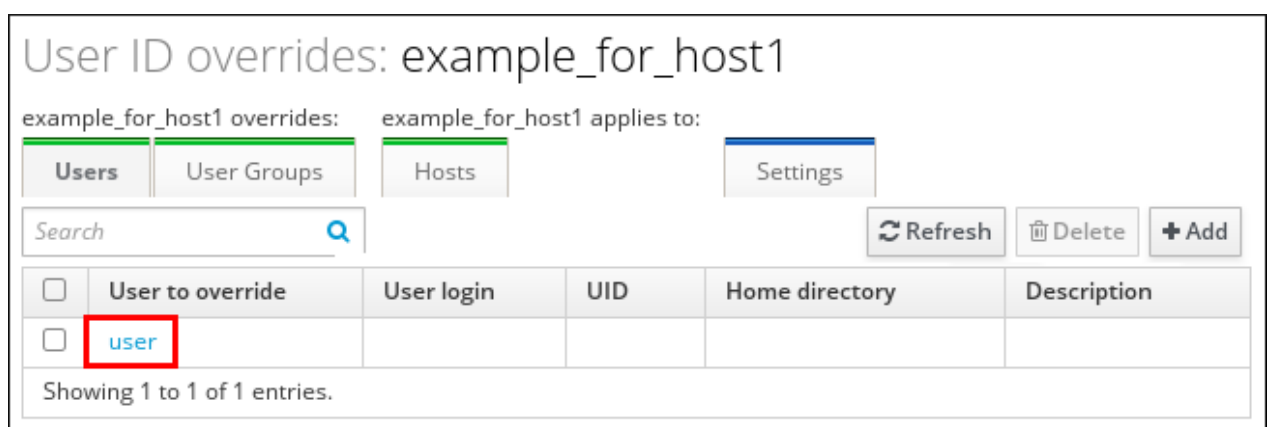 User ID overrides: example_for_host1
example_for_host1 overrides: example_for_host1 applies to:
Users User Groups Hosts Settings
Search Refresh Delete Add
User to override User login UID Home directory Description
user
Showing 1 to 1 of 1 entries.